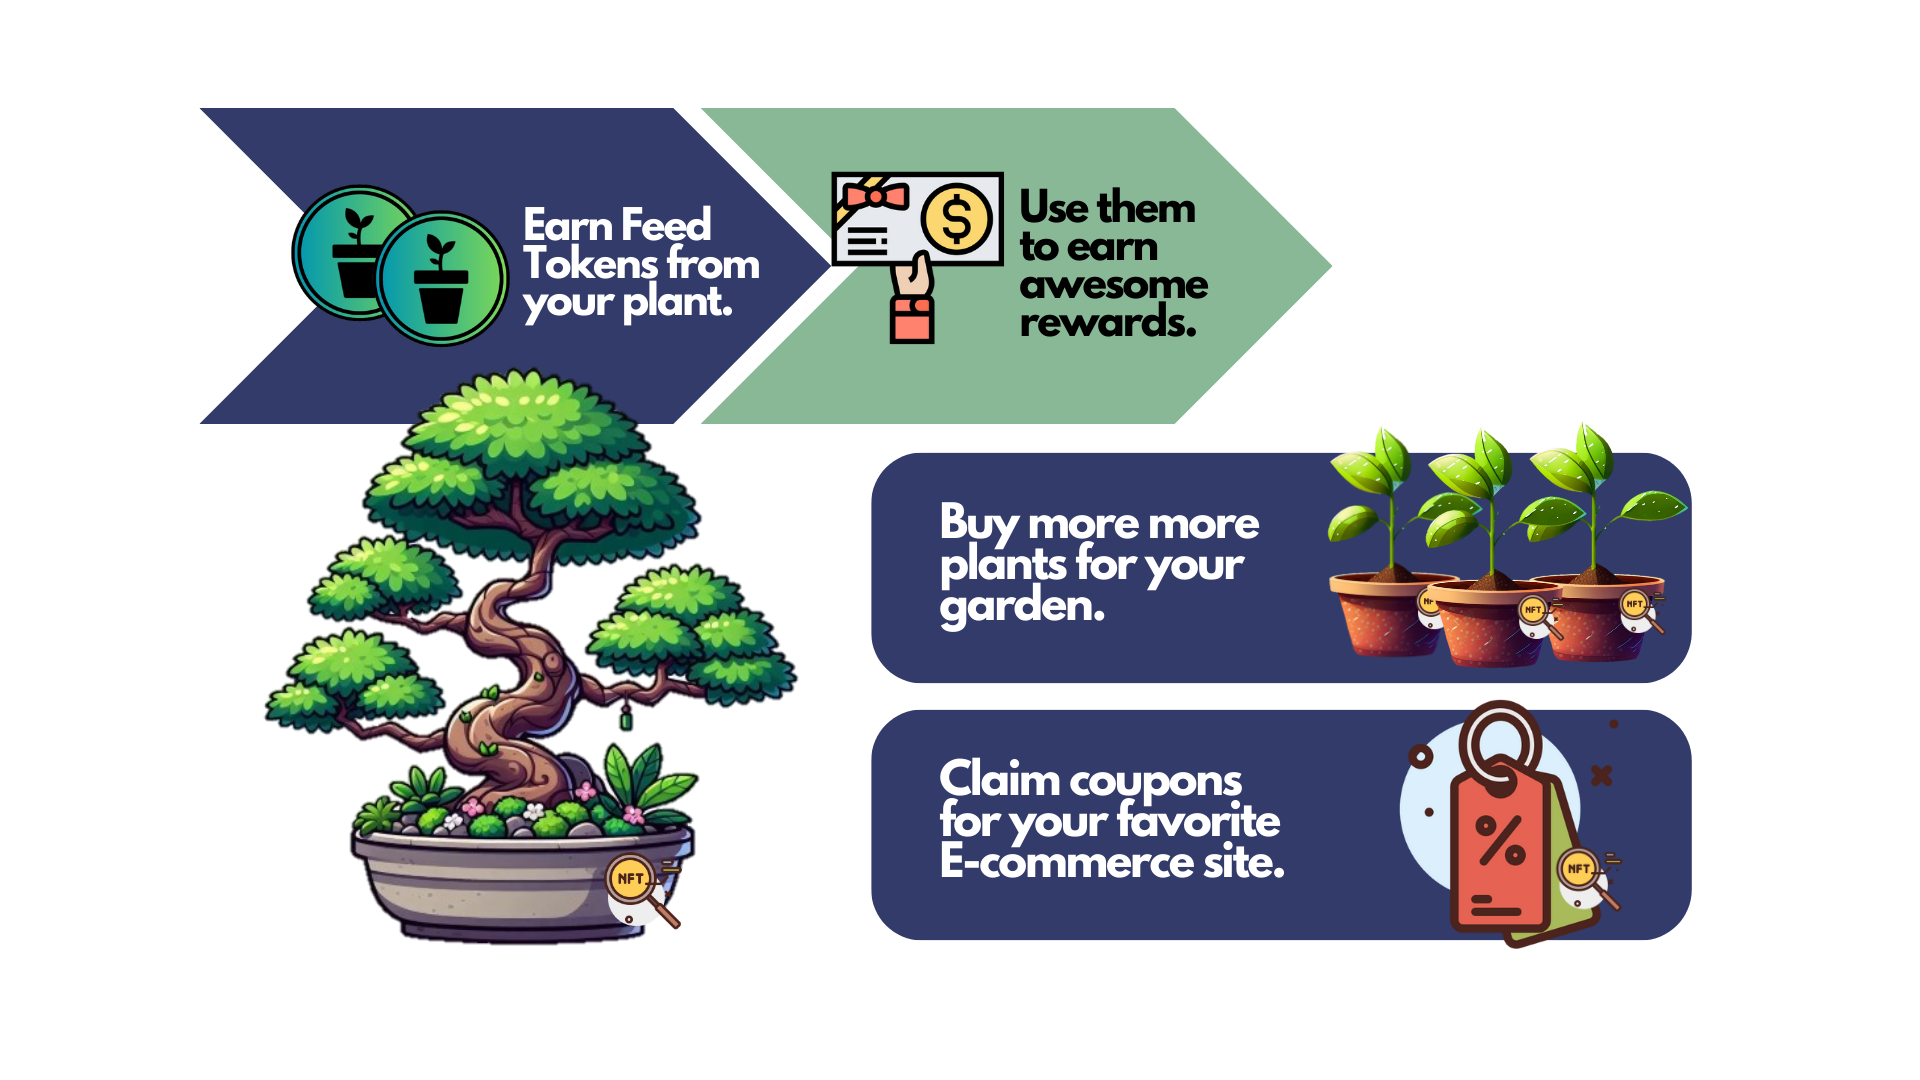 Earn Feed
Tokens from
your plant.
$
Use them
to earn
awesome
rewards.
Buy more more
plants for your
garden.
NFT
NFT
Claim coupons
for your favorite
E-commerce site.
%
NFT
NFT